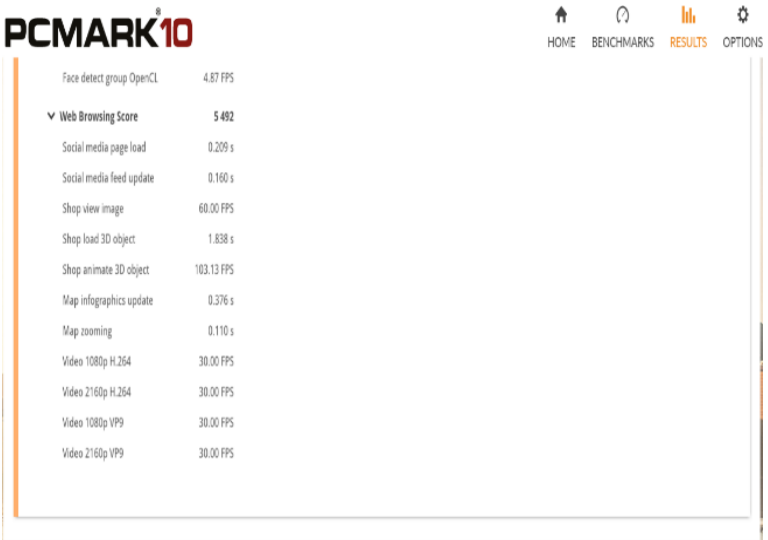 PCMARK®10
HOME BENCHMARKS RESULTS OPTIONS
Face detect group OpenCL 4.87 FPS
Web Browsing Score 5 492
Social media page load 0.209 s
Social media feed update 0.160 s
Shop view image 60.00 FPS
Shop load 3D object 1.838 s
Shop animate 3D object 103.13 FPS
Map infographics update 0.376 s
Map zooming 0.110 s
Video 1080p H.264 30.00 FPS
Video 2160p H.264 30.00 FPS
Video 1080p VP9 30.00 FPS
Video 2160p VP9 30.00 FPS